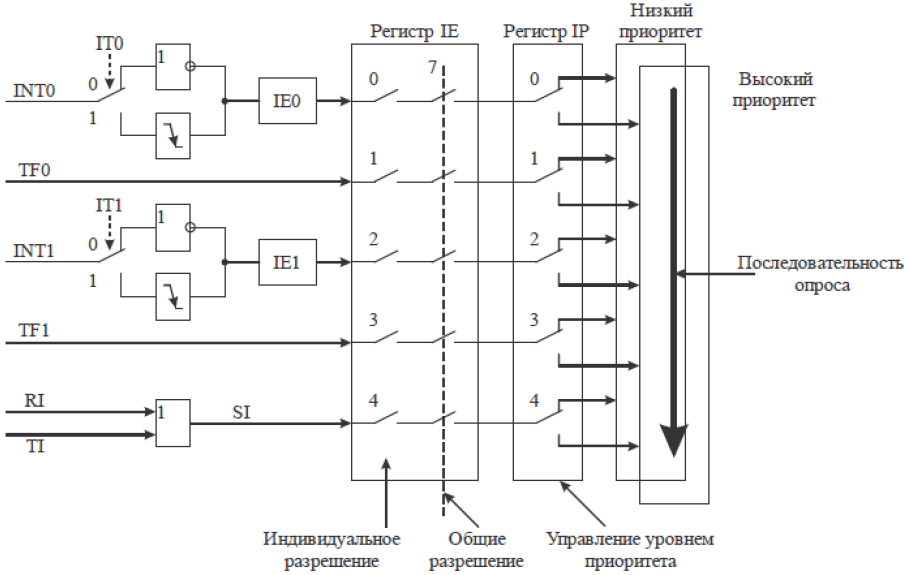 Регистр IE
Регистр IP
Низкий
приоритет
Высокий
приоритет
IT0
INT0
0
1
1
IE0
0
7
0
TF0
1
1
IT1
INT1
0
1
1
IE1
2
2
Последовательность
опроса
TF1
3
3
RI
TI
1
SI
4
4
Индивидуальное
разрешение
Общие
разрешение
Управление уровнем
приоритета